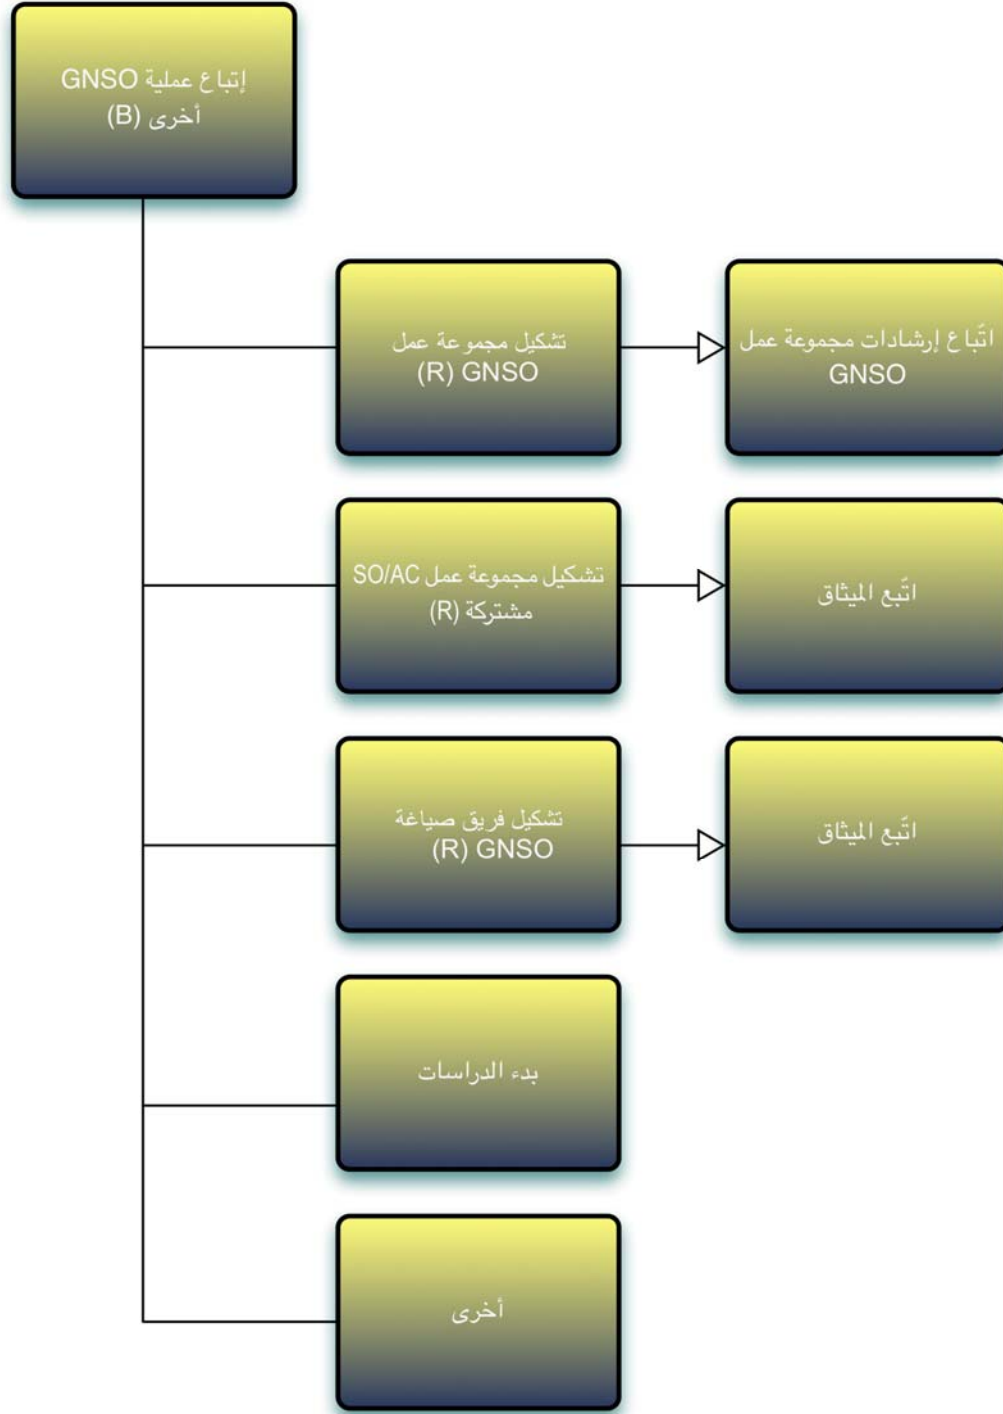 إتباع عملية GNSO
أخرى (B)
تشكيل مجموعة عمل
GNSO ‏(R)
اتّباع إرشادات مجموعة عمل
GNSO
تشكيل مجموعة عمل SO/AC
مشتركة (R)
اتّبع الميثاق
تشكيل فريق صياغة
GNSO ‏(R)
اتّبع الميثاق
بدء الدراسات
أخرى